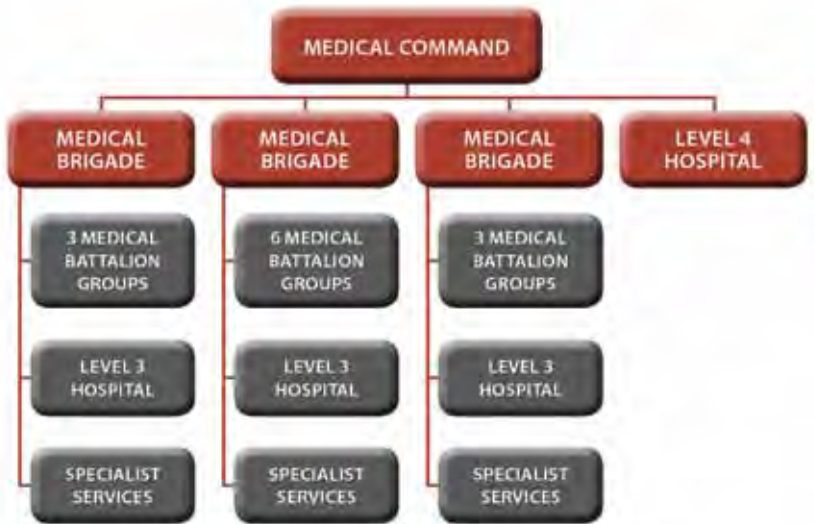 MEDICAL COMMAND
MEDICAL
BRIGADE
MEDICAL
BRIGADE
MEDICAL
BRIGADE
LEVEL 4
HOSPITAL
3 MEDICAL
BATTALION
GROUPS
6 MEDICAL
BATTALION
GROUPS
3 MEDICAL
BATTALION
GROUPS
LEVEL 3
HOSPITAL
LEVEL 3
HOSPITAL
LEVEL 3
HOSPITAL
SPECIALIST
SERVICES
SPECIALIST
SERVICES
SPECIALIST
SERVICES